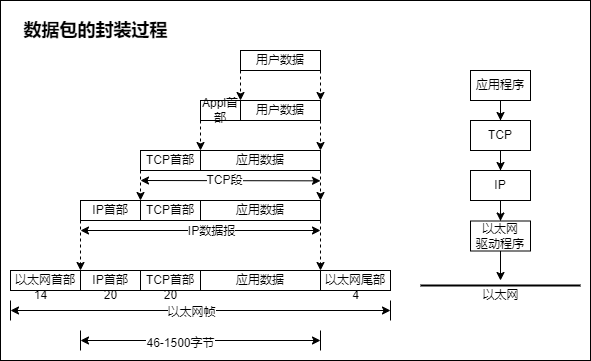 数据包的封装过程
用户数据
应用程序
Appl首
部
用户数据
TCP
TCP首部 应用数据
TCP段
IP
IP首部 TCP首部 应用数据
IP数据报
以太网
驱动程序
以太网首部 IP首部 TCP首部 应用数据 以太网尾部
14 20 20 4
以太网
以太网帧
46-1500字节